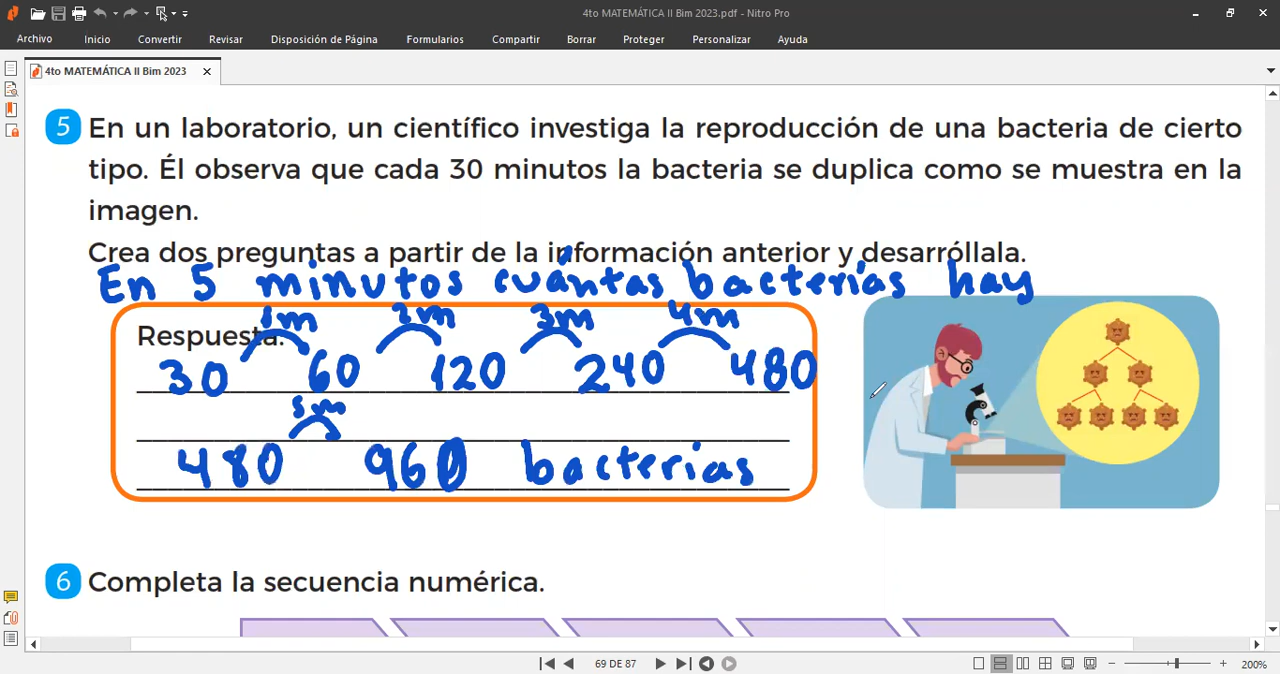 4to MATEMÁTICA II Bim 2023.pdf - Nitro Pro
Archivo Inicio Convertir Revisar Disposición de Página Formularios Compartir Borrar Proteger Personalizar Ayuda
4to MATEMÁTICA II Bim 2023
5 En un laboratorio, un científico investiga la reproducción de una bacteria de cierto
tipo. Él observa que cada 30 minutos la bacteria se duplica como se muestra en la
imagen.
Crea dos preguntas a partir de la información anterior y desarróllala.
En 5 minutos cuántas bacterías hay
Respuesta:
1m 2m 3m 4m
30 60 120 240 480
5m
480 960 bacterias
6 Completa la secuencia numérica.
69 DE 87
200%